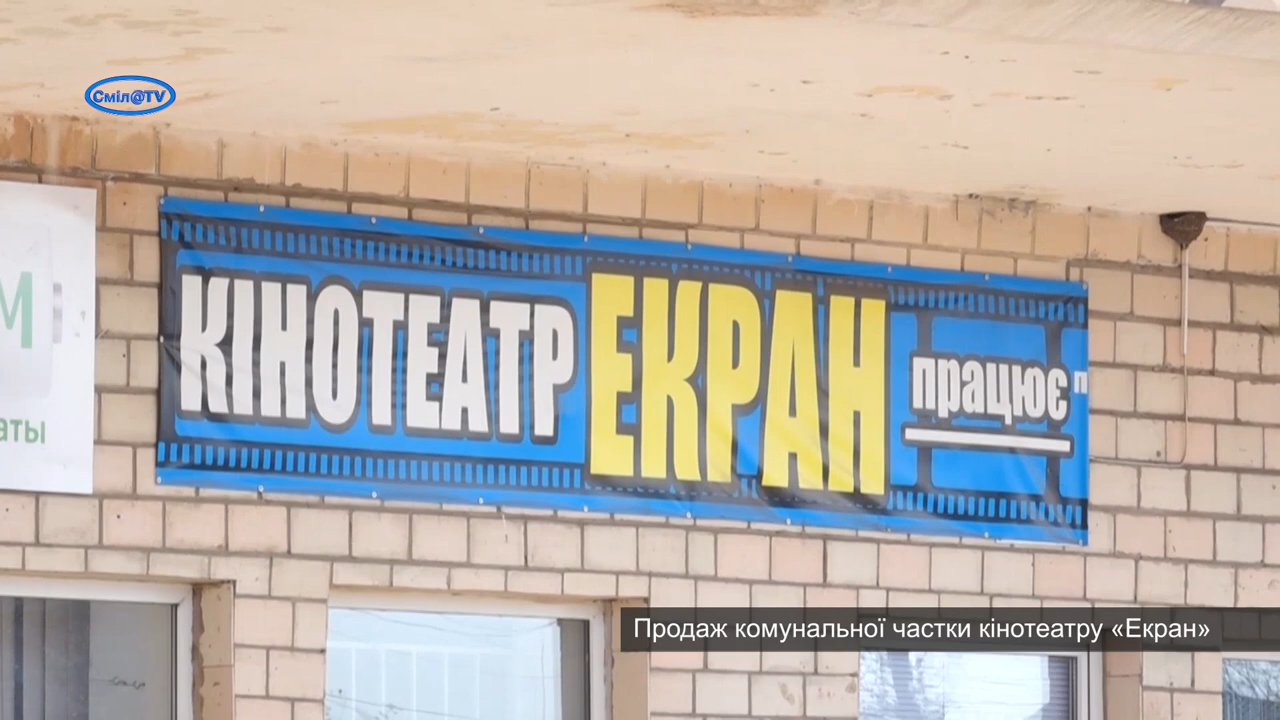 Сміл@TV
КІНОТЕАТР ЕКРАН працює
Продаж комунальної частки кінотеатру «Екран»